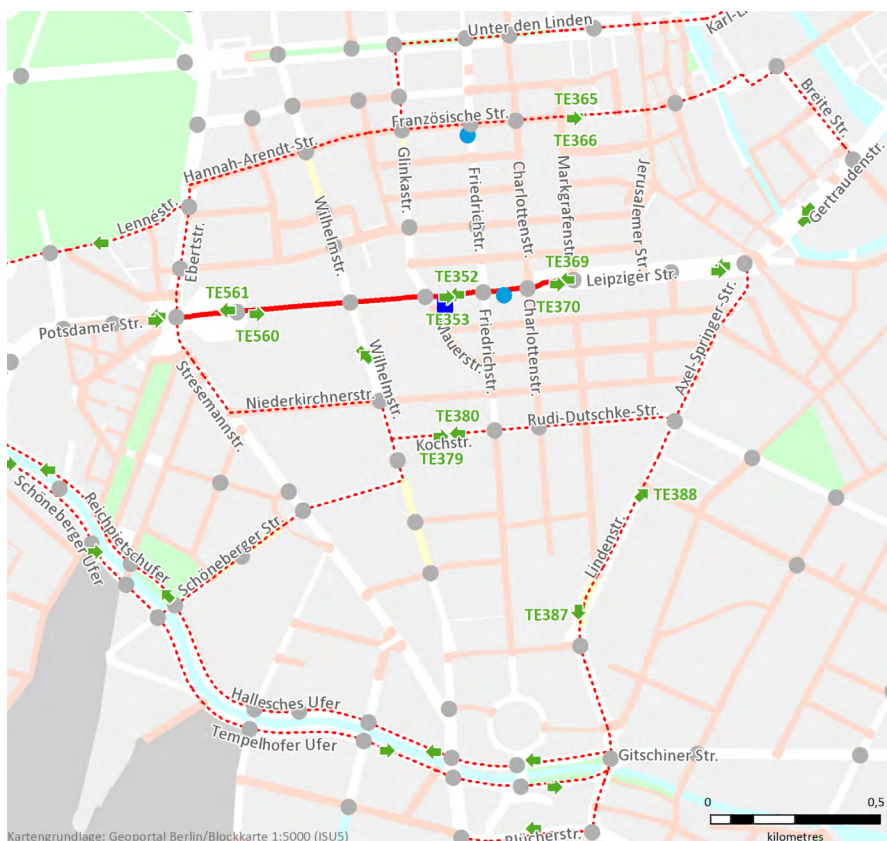 Unter den Linden
Karl-Li
TE365
Französische Str.
TE366
Breite Str.
Hannah-Arendt-Str.
Glinkastr.
Friedrichstr.
Charlottenstr.
Markgrafenstr.
Jerusalemer Str.
Gertraudenstr.
Lennéstr.
Ebertstr.
Wilhelmstr.
TE369
TE352
Leipziger Str.
TE561
TE370
TE353
Potsdamer Str.
TE560
Mauerstr.
Friedrichstr.
Charlottenstr.
Axel-Springer-Str.
Stresemannstr.
Wilhelmstr.
Niederkirchnerstr.
TE380
Rudi-Dutschke-Str.
Kochstr.
TE379
TE388
Reichpietschufer
Schöneberger Ufer
Schöneberger Str.
Lindenstr.
TE387
Hallesches Ufer
Tempelhofer Ufer
Gitschiner Str.
0 0,5
Blücherstr.
Kartengrundlage: Geoportal Berlin/Blockkarte 1:5000 (ISU5)
kilometres